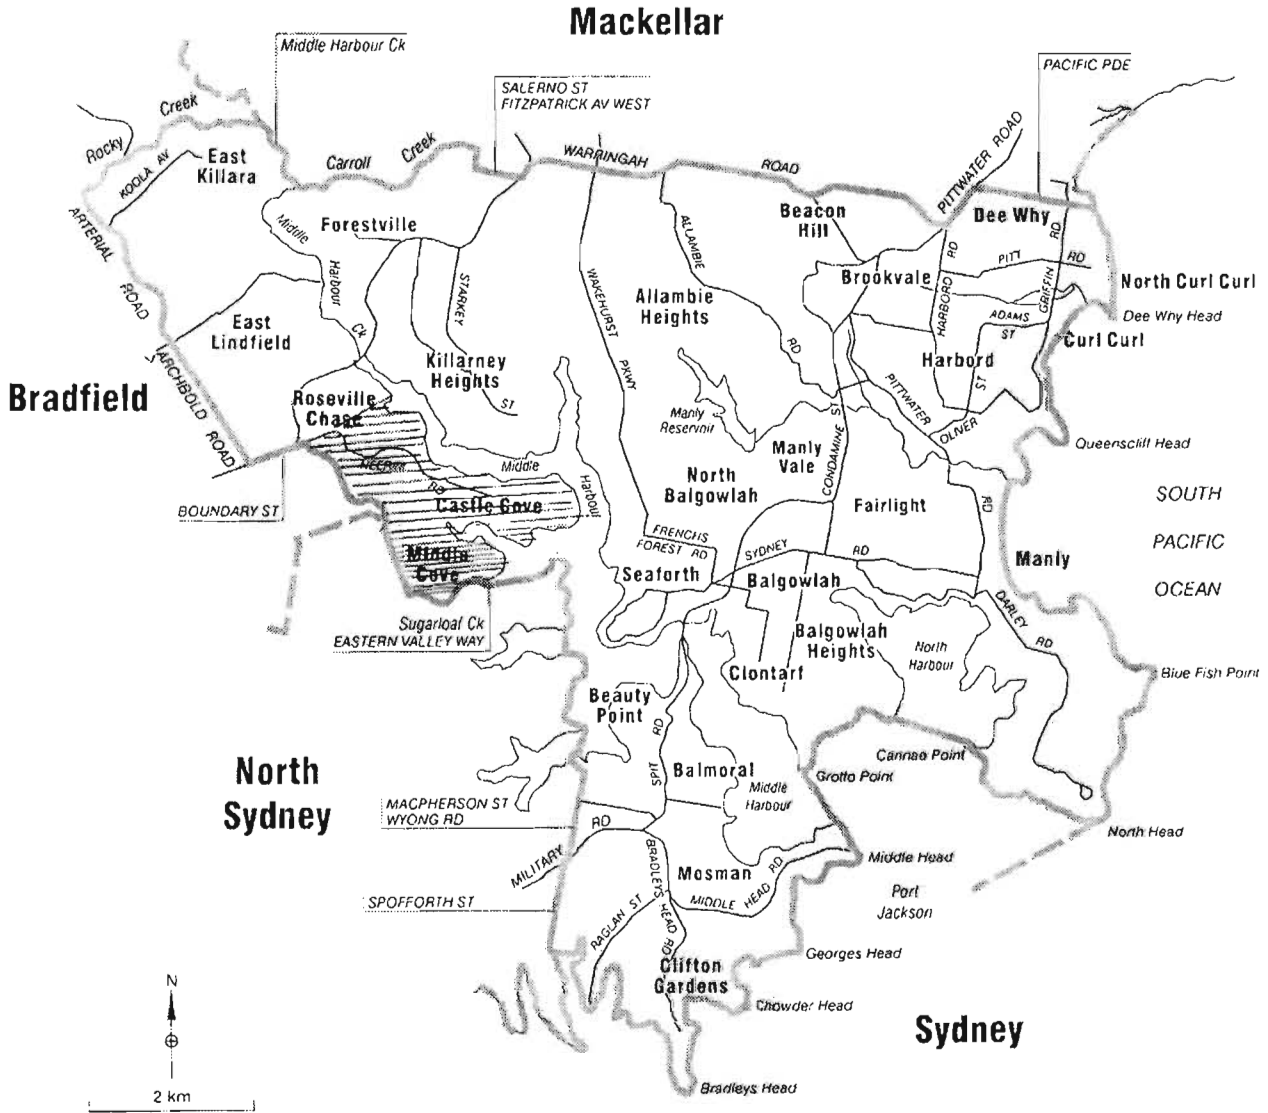 Mackellar
Middle Harbour Ck
PACIFIC PDE
SALERNO ST
FITZPATRICK AV WEST
Rocky
Creek
KOOLA AV
East
Killara
Carroll
Creek
WARRINGAH
ROAD
PITTWATER ROAD
Beacon
Hill
Dee Why
ARTERIAL
ROAD
Middle
Harbour
Ck
Forestville
STARKEY
ST
WAKEHURST
PKWY
ALLAMBIE
RD
Allambie
Heights
Brookvale
HARBORD
RD
PITT
RD
GRIFFIN
RD
North Curl Curl
Dee Why Head
ADAMS
ST
Curl Curl
Harbord
East
Lindfield
ARCHBOLD ROAD
Killarney
Heights
Bradfield
Roseville
Chase
Manly
Reservoir
PITTWATER
RD
OLIVER
ST
Queenscliff Head
Manly
Vale
CONDAMINE
ST
Middle
Harbour
North
Balgowlah
BOUNDARY ST
RD
Castle Cove
Fairlight
SOUTH
PACIFIC
OCEAN
FRENCHS
FOREST RD
SYDNEY
RD
Middle
Cove
Seaforth
Balgowlah
Manly
DARLEY
RD
Sugarloaf Ck
EASTERN VALLEY WAY
Balgowlah
Heights
North
Harbour
Clontarf
Blue Fish Point
Beauty
Point
SPIT
RD
North
Sydney
Balmoral
Middle
Harbour
Cannae Point
Grotto Point
MACPHERSON ST
WYONG RD
MILITARY
RD
North Head
Middle Head
Mosman
BRADLEYS HEAD RD
MIDDLE HEAD RD
Port
Jackson
SPOFFORTH ST
RAGLAN ST
Georges Head
Clifton
Gardens
Chowder Head
Sydney
Bradleys Head
N
2 km